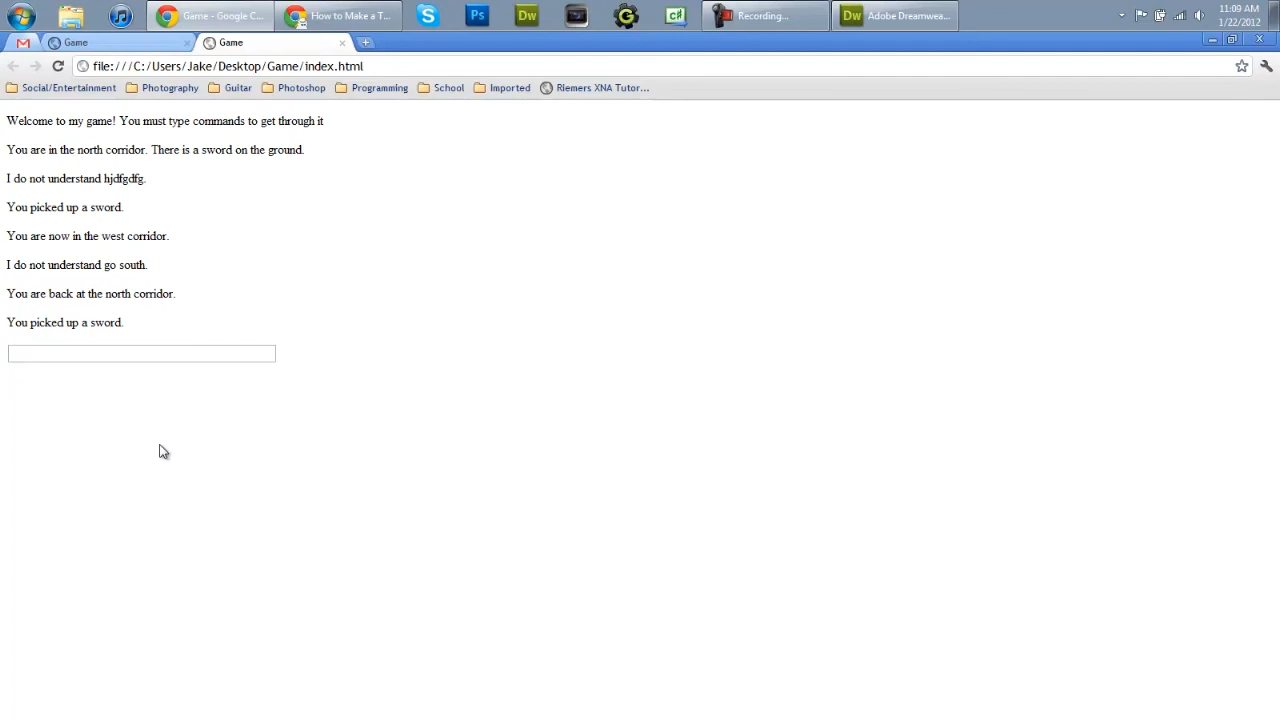 Game - Google C...
How to Make a T...
Ps
Dw
Recording...
Dw
Adobe Dreamwea...
11:09 AM
1/22/2012
Game
Game
file:///C:/Users/Jake/Desktop/Game/index.html
Social/Entertainment
Photography
Guitar
Photoshop
Programming
School
Imported
Riemers XNA Tutor...
Welcome to my game! You must type commands to get through it
You are in the north corridor. There is a sword on the ground.
I do not understand hjdfgdfg.
You picked up a sword.
You are now in the west corridor.
I do not understand go south.
You are back at the north corridor.
You picked up a sword.